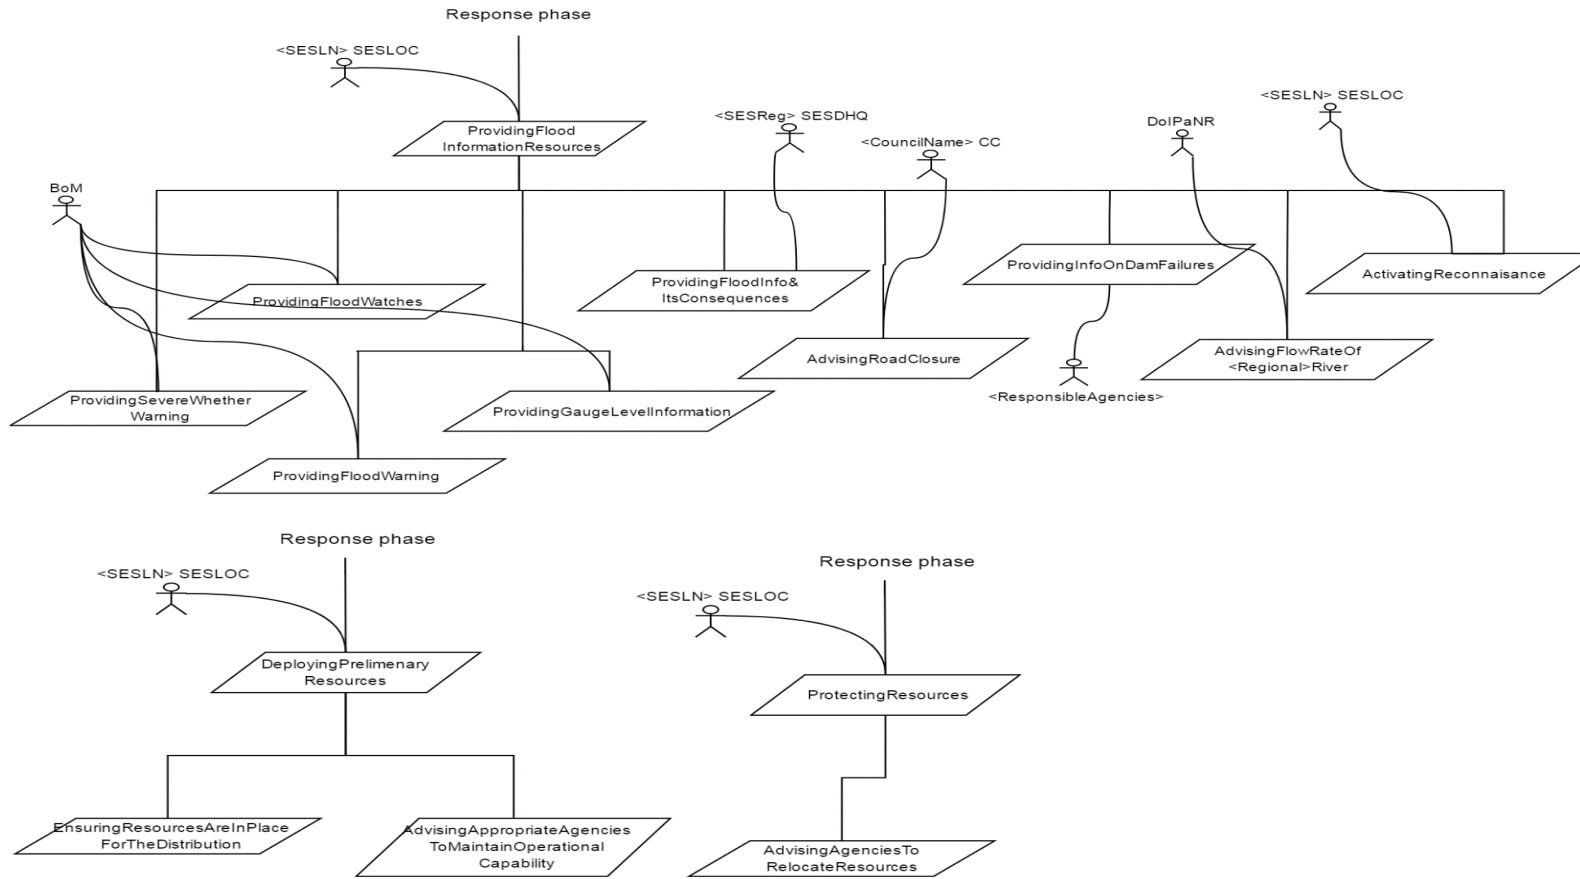 Response phase
<SESLN> SESLOC
<SESReg> SESDHQ
<CouncilName> CC
DoIPaNR
<SESLN> SESLOC
ProvidingFlood
InformationResources
BoM
ProvidingFloodWatches
ProvidingFloodInfo&
ItsConsequences
ProvidingInfoOnDamFailures
ActivatingReconnaisance
AdvisingRoadClosure
AdvisingFlowRateOf
<Regional>River
<ResponsibleAgencies>
ProvidingSevereWhether
Warning
ProvidingGaugeLevelInformation
ProvidingFloodWarning
Response phase
<SESLN> SESLOC
DeployingPrelimenary
Resources
EnsuringResourcesAreInPlace
ForTheDistribution
AdvisingAppropriateAgencies
ToMaintainOperational
Capability
Response phase
<SESLN> SESLOC
ProtectingResources
AdvisingAgenciesTo
RelocateResources